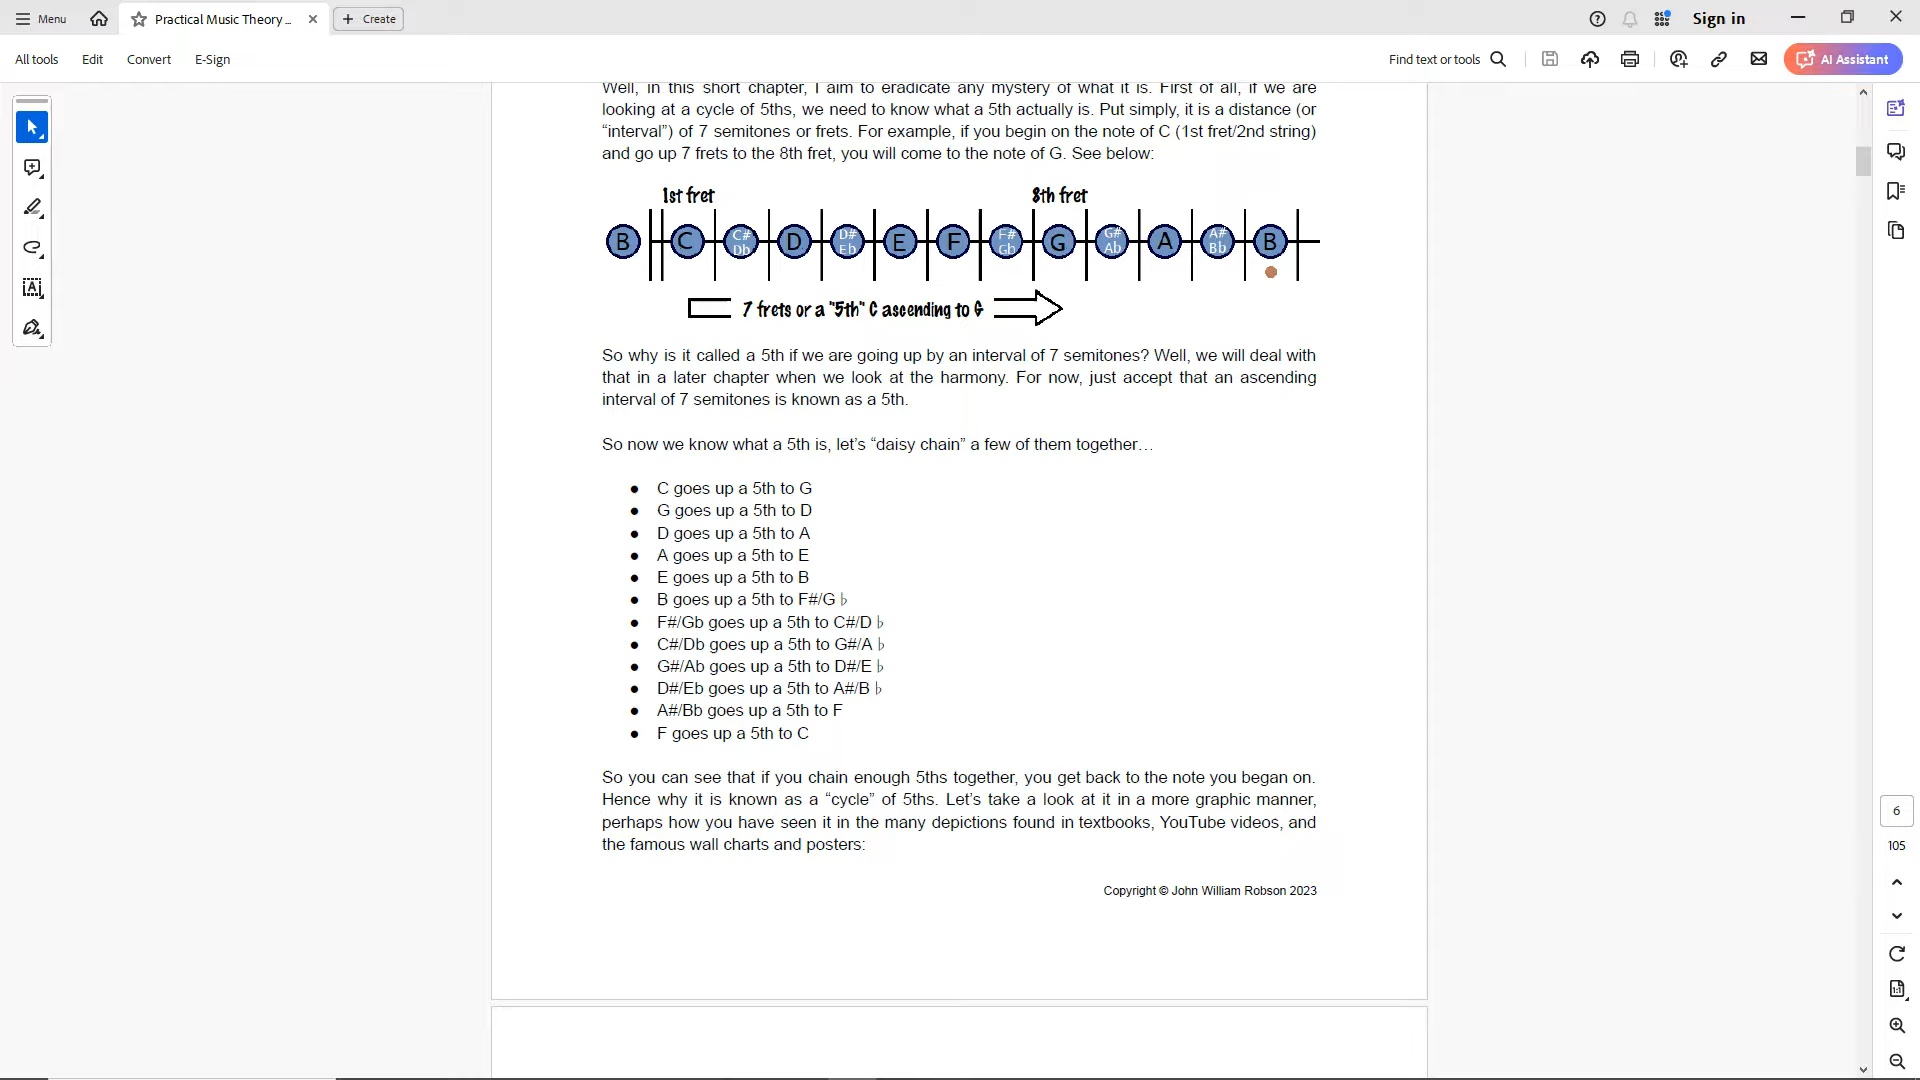 Menu
Practical Music Theory ...
Create
Sign in
All tools
Edit
Convert
E-Sign
Find text or tools
AI Assistant
Well, in this short chapter, I aim to eradicate any mystery of what it is. First of all, if we are
looking at a cycle of 5ths, we need to know what a 5th actually is. Put simply, it is a distance (or
“interval”) of 7 semitones or frets. For example, if you begin on the note of C (1st fret/2nd string)
and go up 7 frets to the 8th fret, you will come to the note of G. See below:
1st fret 8th fret
B C C# Db D D# Eb E F F# Gb G G# Ab A A# Bb B
7 frets or a "5th" C ascending to G
So why is it called a 5th if we are going up by an interval of 7 semitones? Well, we will deal with
that in a later chapter when we look at the harmony. For now, just accept that an ascending
interval of 7 semitones is known as a 5th.
So now we know what a 5th is, let’s “daisy chain” a few of them together…
● C goes up a 5th to G
● G goes up a 5th to D
● D goes up a 5th to A
● A goes up a 5th to E
● E goes up a 5th to B
● B goes up a 5th to F#/G♭
● F#/Gb goes up a 5th to C#/D♭
● C#/Db goes up a 5th to G#/A♭
● G#/Ab goes up a 5th to D#/E♭
● D#/Eb goes up a 5th to A#/B♭
● A#/Bb goes up a 5th to F
● F goes up a 5th to C
So you can see that if you chain enough 5ths together, you get back to the note you began on.
Hence why it is known as a “cycle” of 5ths. Let’s take a look at it in a more graphic manner,
perhaps how you have seen it in the many depictions found in textbooks, YouTube videos, and
the famous wall charts and posters:
Copyright © John William Robson 2023
6
105